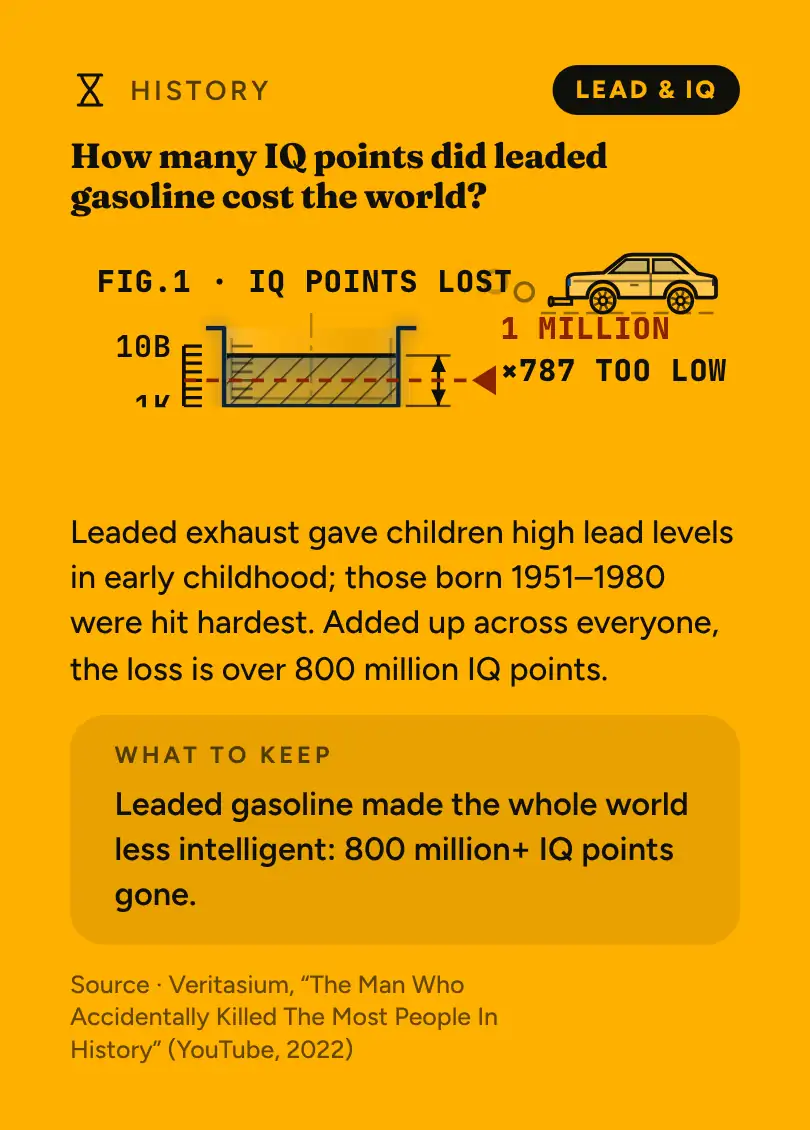 HISTORY
LEAD & IQ
How many IQ points did leaded
gasoline cost the world?
FIG.1 · IQ POINTS LOST
1 MILLION
10B
×787 TOO LOW
Leaded exhaust gave children high lead levels
in early childhood; those born 1951–1980
were hit hardest. Added up across everyone,
the loss is over 800 million IQ points.
WHAT TO KEEP
Leaded gasoline made the whole world
less intelligent: 800 million+ IQ points
gone.
Source · Veritasium, “The Man Who
Accidentally Killed The Most People In
History” (YouTube, 2022)